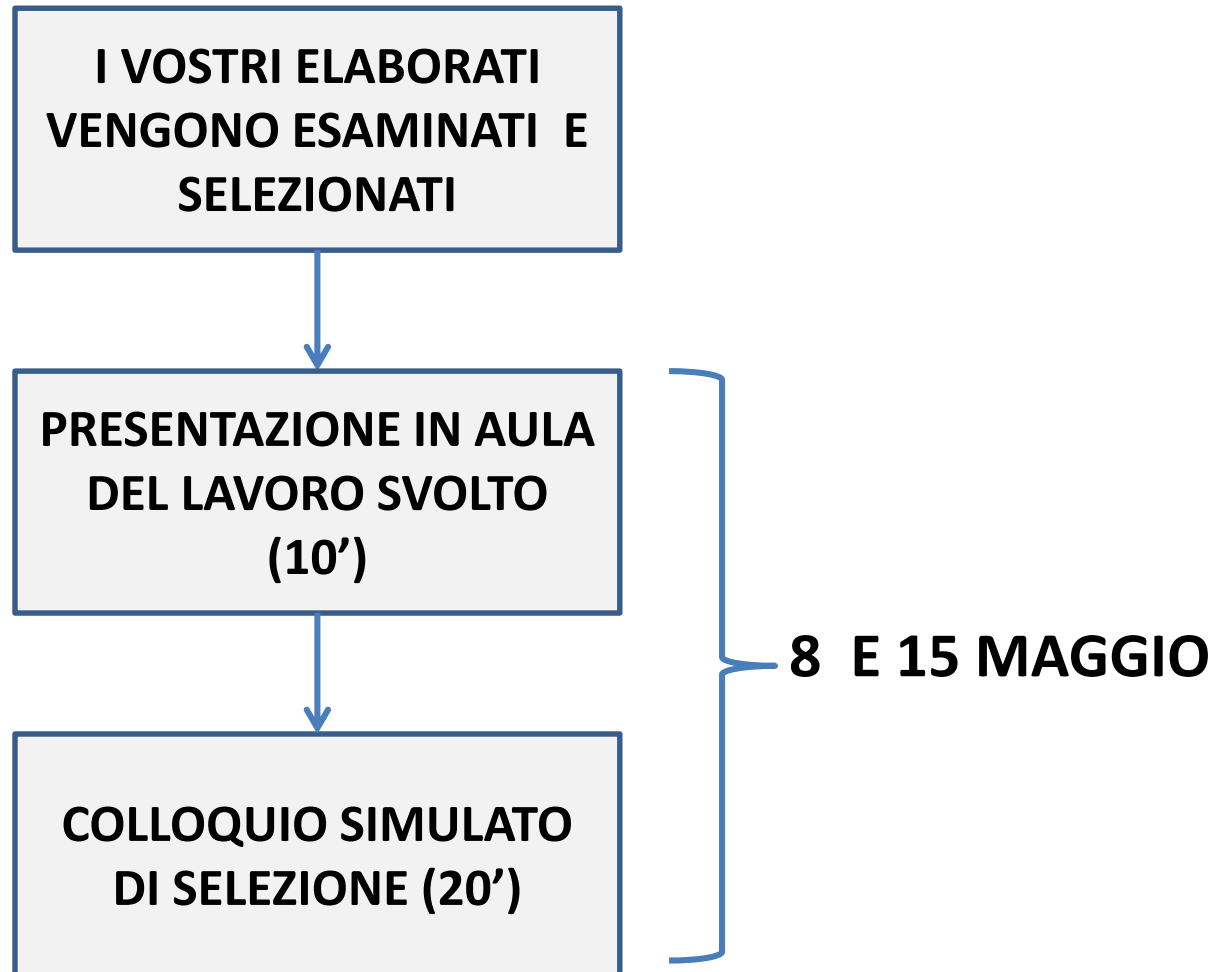 I VOSTRI ELABORATI
VENGONO ESAMINATI E
SELEZIONATI
PRESENTAZIONE IN AULA
DEL LAVORO SVOLTO
(10’)
8 E 15 MAGGIO
COLLOQUIO SIMULATO
DI SELEZIONE (20’)